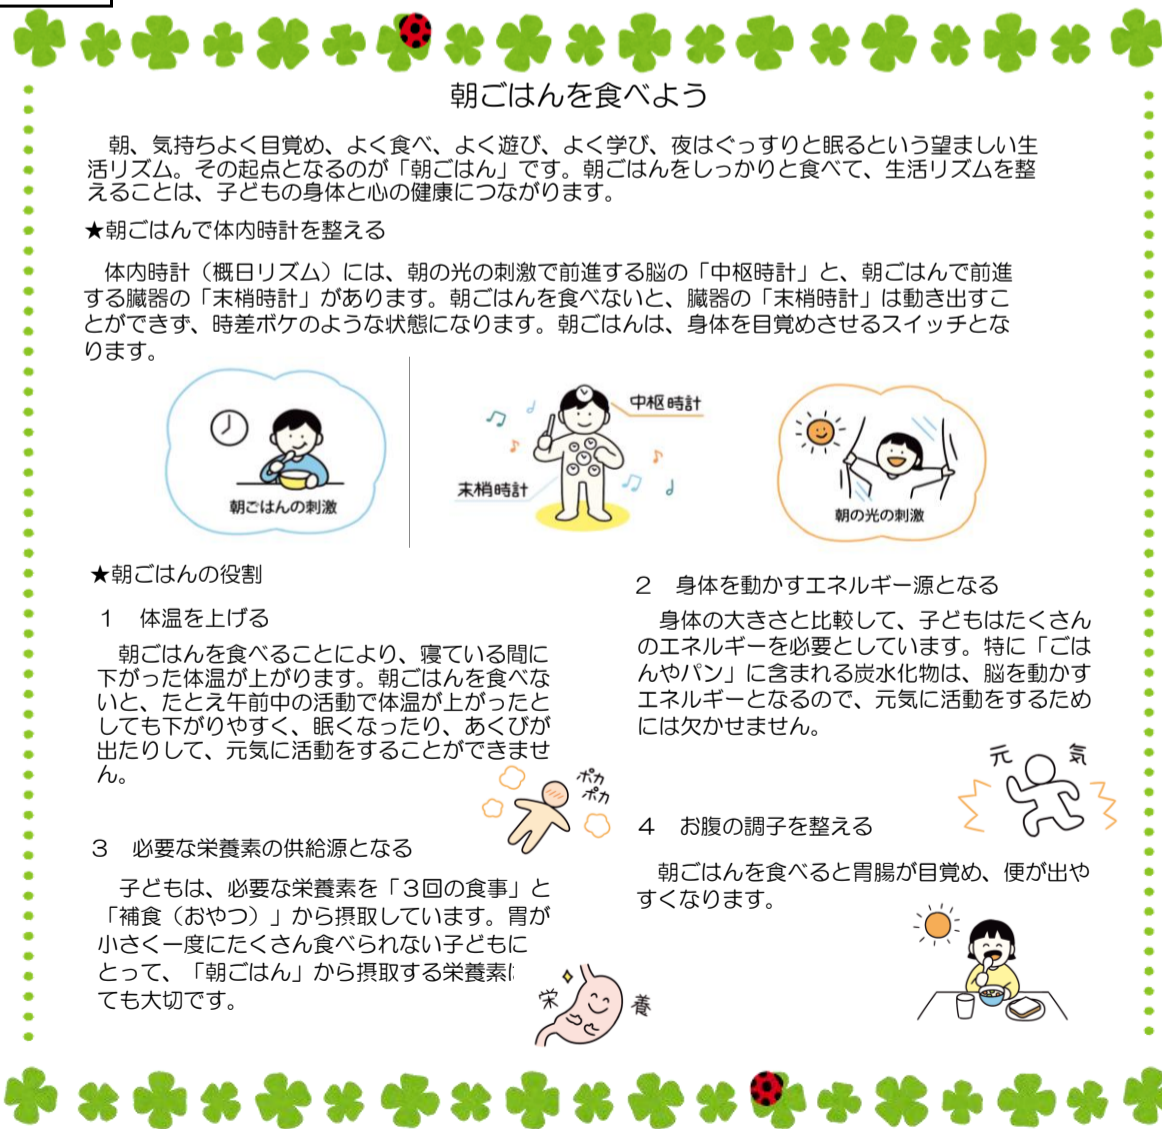 朝ごはんを食べよう
朝、気持ちよく目覚め、よく食べ、よく遊び、よく学び、夜はぐっすりと眠るという望ましい生
活リズム。その起点となるのが「朝ごはん」です。朝ごはんをしっかりと食べて、生活リズムを整
えることは、子どもの身体と心の健康につながります。
★朝ごはんで体内時計を整える
体内時計（概日リズム）には、朝の光の刺激で前進する脳の「中枢時計」と、朝ごはんで前進
する臓器の「末梢時計」があります。朝ごはんを食べないと、臓器の「末梢時計」は動き出すこ
とができず、時差ボケのような状態になります。朝ごはんは、身体を目覚めさせるスイッチとな
ります。
朝ごはんの刺激
中枢時計
末梢時計
朝の光の刺激
★朝ごはんの役割
１　体温を上げる
朝ごはんを食べることにより、寝ている間に
下がった体温が上がります。朝ごはんを食べな
いと、たとえ午前中の活動で体温が上がったと
しても下がりやすく、眠くなったり、あくびが
出たりして、元気に活動をすることができませ
ん。
ポカ
ポカ
２　身体を動かすエネルギー源となる
身体の大きさと比較して、子どもはたくさん
のエネルギーを必要としています。特に「ごは
んやパン」に含まれる炭水化物は、脳を動かす
エネルギーとなるので、元気に活動をするため
には欠かせません。
元　気
３　必要な栄養素の供給源となる
子どもは、必要な栄養素を「３回の食事」と
「補食（おやつ）」から摂取しています。胃が
小さく一度にたくさん食べられない子どもに
とって、「朝ごはん」から摂取する栄養素
ても大切です。
栄　養
４　お腹の調子を整える
朝ごはんを食べると胃腸が目覚め、便が出や
すくなります。